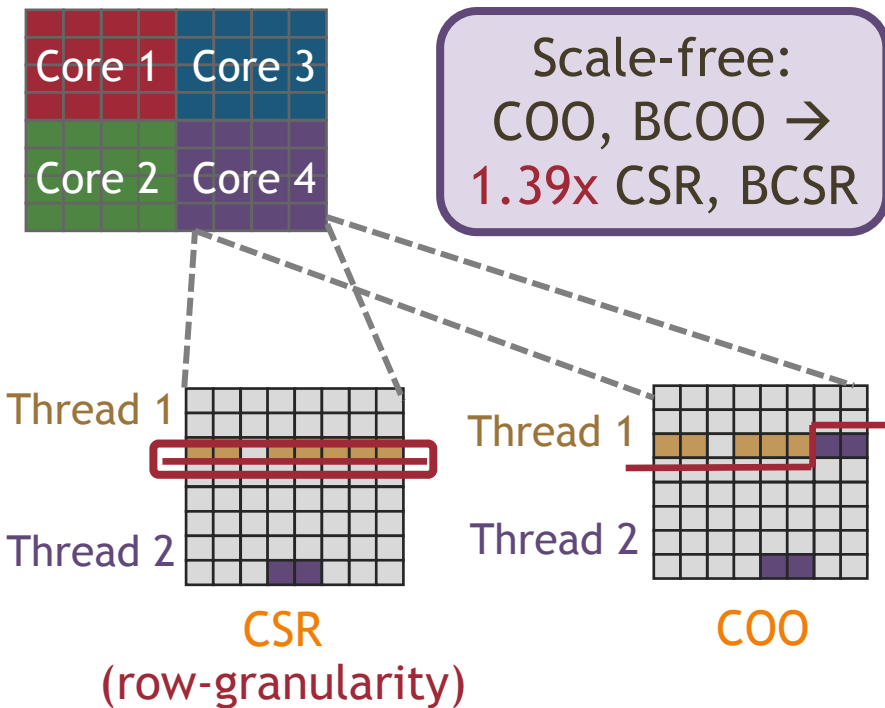 Core 1
Core 3
Core 2
Core 4
Scale-free:
COO, BCOO →
1.39x CSR, BCSR
Thread 1
Thread 2
CSR
(row-granularity)
Thread 1
Thread 2
COO